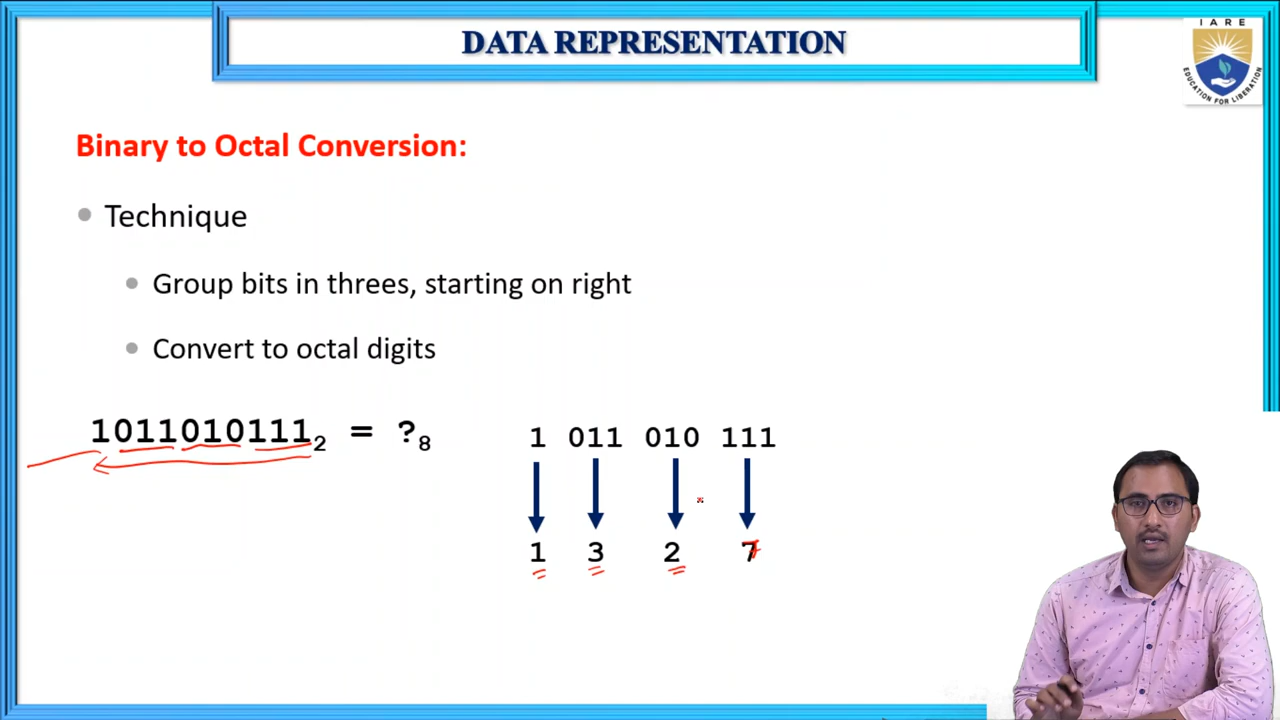 DATA REPRESENTATION
IARE
EDUCATION FOR LIBERATION
Binary to Octal Conversion:
Technique
Group bits in threes, starting on right
Convert to octal digits
1011010111₂ = ?₈
1 011 010 111
1 3 2 7